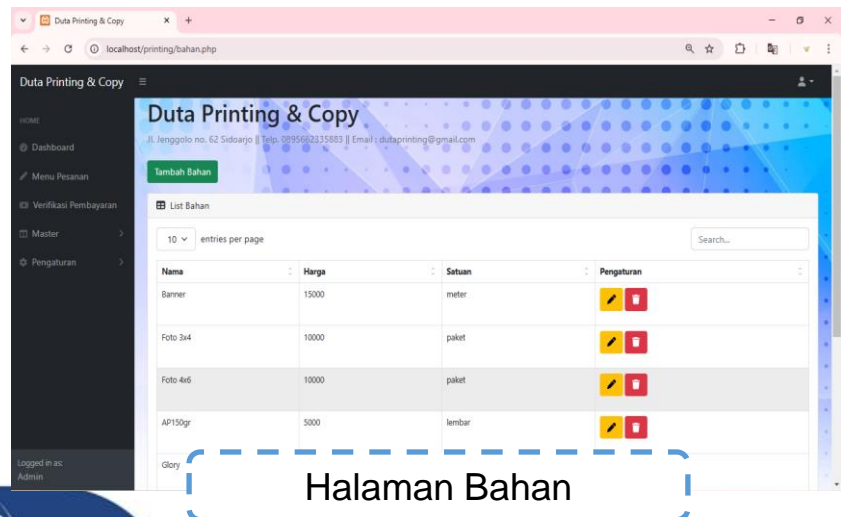 Duta Printing & Copy
localhost/printing/bahan.php
Duta Printing & Copy
HOME
Dashboard
Menu Pesanan
Verifikasi Pembayaran
Master
Pengaturan
Logged in as:
Admin
Duta Printing & Copy
Jl. Jenggolo no. 62 Sidoarjo || Telp. 0895662335883 || Email : dutaprinting@gmail.com
Tambah Bahan
List Bahan
10 entries per page
Search...
Nama Harga Satuan Pengaturan
Banner 15000 meter
Foto 3x4 10000 paket
Foto 4x6 10000 paket
AP150gr 5000 lembar
Glory
Halaman Bahan